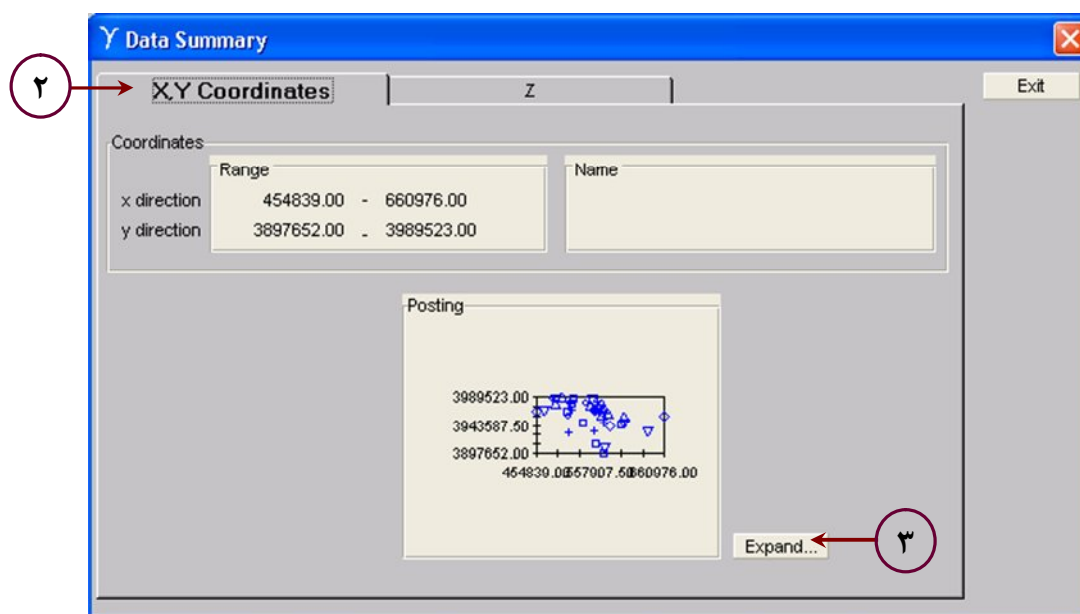 γ Data Summary
۲
X,Y Coordinates Z Exit
Coordinates
Range Name
x direction 454839.00 - 660976.00
y direction 3897652.00 - 3989523.00
Posting
3989523.00
3943587.50
3897652.00
454839.00 557907.50 660976.00
Expand... ۳